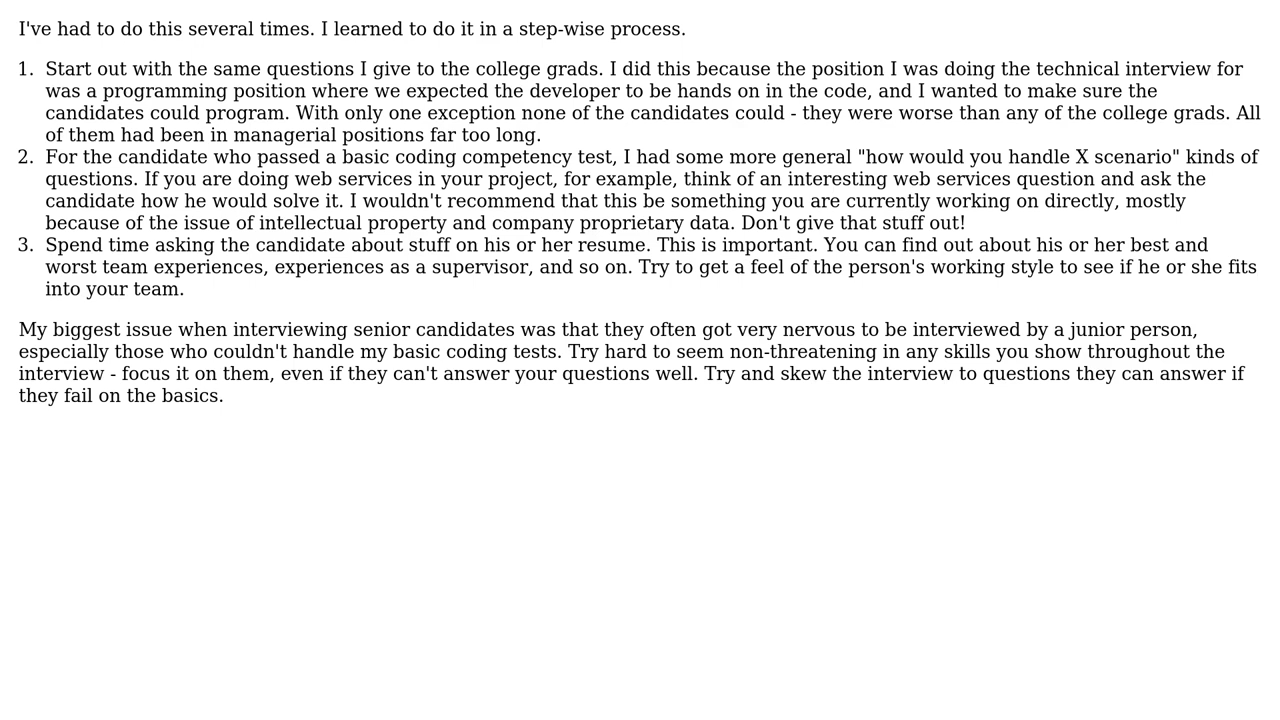 I've had to do this several times. I learned to do it in a step-wise process.
1. Start out with the same questions I give to the college grads. I did this because the position I was doing the technical interview for
was a programming position where we expected the developer to be hands on in the code, and I wanted to make sure the
candidates could program. With only one exception none of the candidates could - they were worse than any of the college grads. All
of them had been in managerial positions far too long.
2. For the candidate who passed a basic coding competency test, I had some more general "how would you handle X scenario" kinds of
questions. If you are doing web services in your project, for example, think of an interesting web services question and ask the
candidate how he would solve it. I wouldn't recommend that this be something you are currently working on directly, mostly
because of the issue of intellectual property and company proprietary data. Don't give that stuff out!
3. Spend time asking the candidate about stuff on his or her resume. This is important. You can find out about his or her best and
worst team experiences, experiences as a supervisor, and so on. Try to get a feel of the person's working style to see if he or she fits
into your team.
My biggest issue when interviewing senior candidates was that they often got very nervous to be interviewed by a junior person,
especially those who couldn't handle my basic coding tests. Try hard to seem non-threatening in any skills you show throughout the
interview - focus it on them, even if they can't answer your questions well. Try and skew the interview to questions they can answer if
they fail on the basics.